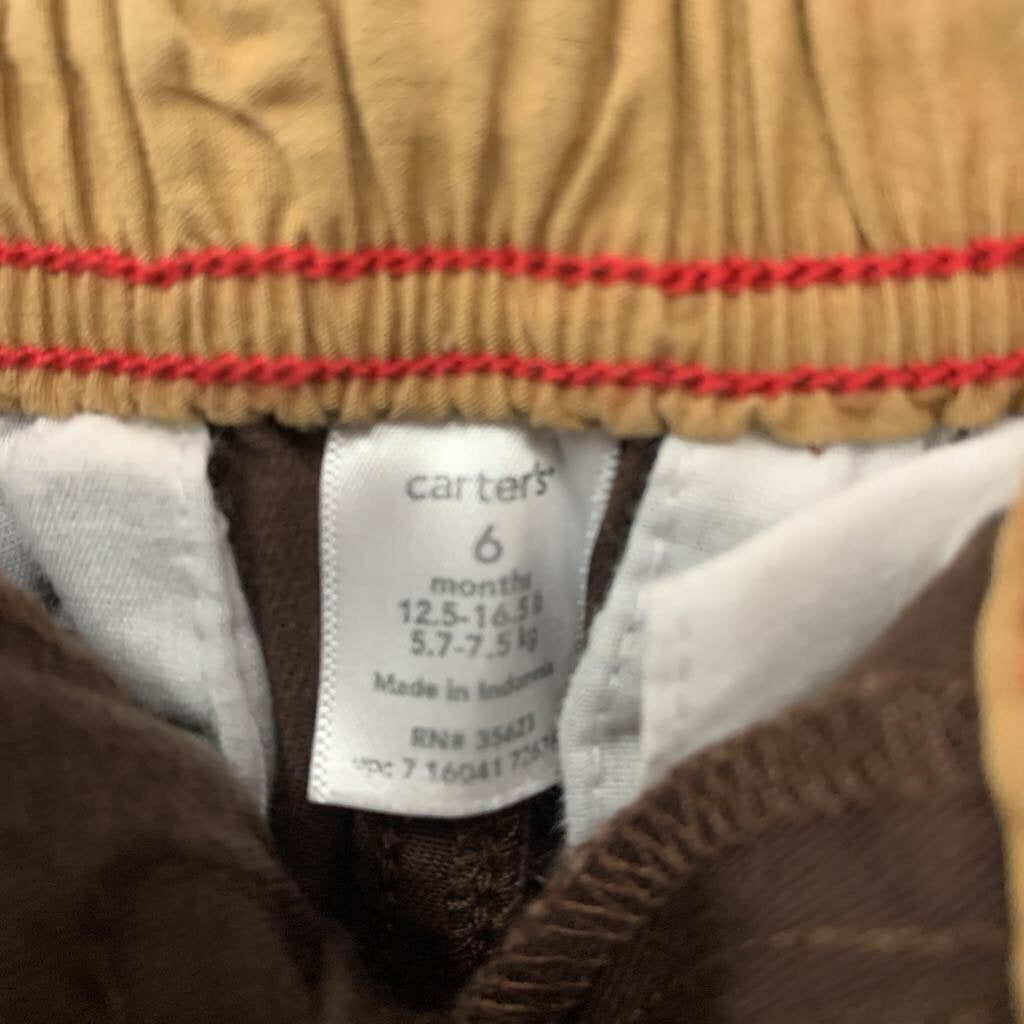 carter's
6
months
12.5-16.5 lb
5.7-7.5 kg
Made in Indonesia
RN# 35623
upc 7 16041